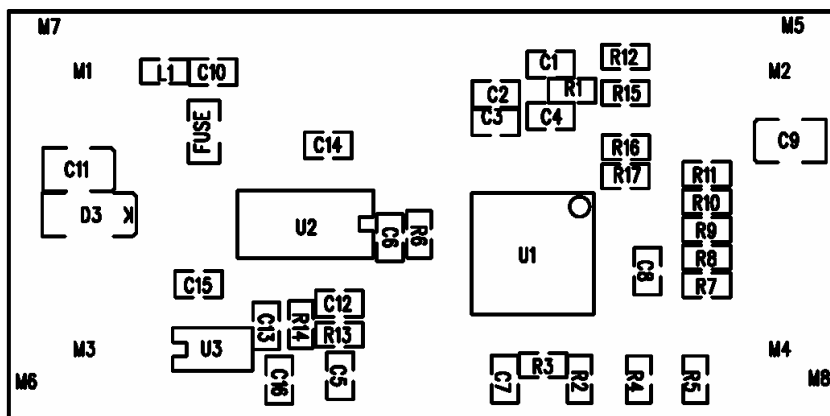 M7 M5
M1 L1 C10 C1 R12 M2
C2 R1 R15
FUSE C3 C4
C14 R16 C9
C11 R17 R11
D3 K R10
U2 C6 R6 U1 R9
R8
C15 C8 R7
C12
C13 R14 R13
M3 U3 M4
C16 C5 C7 R3 R2 R4 R5
M6 M8